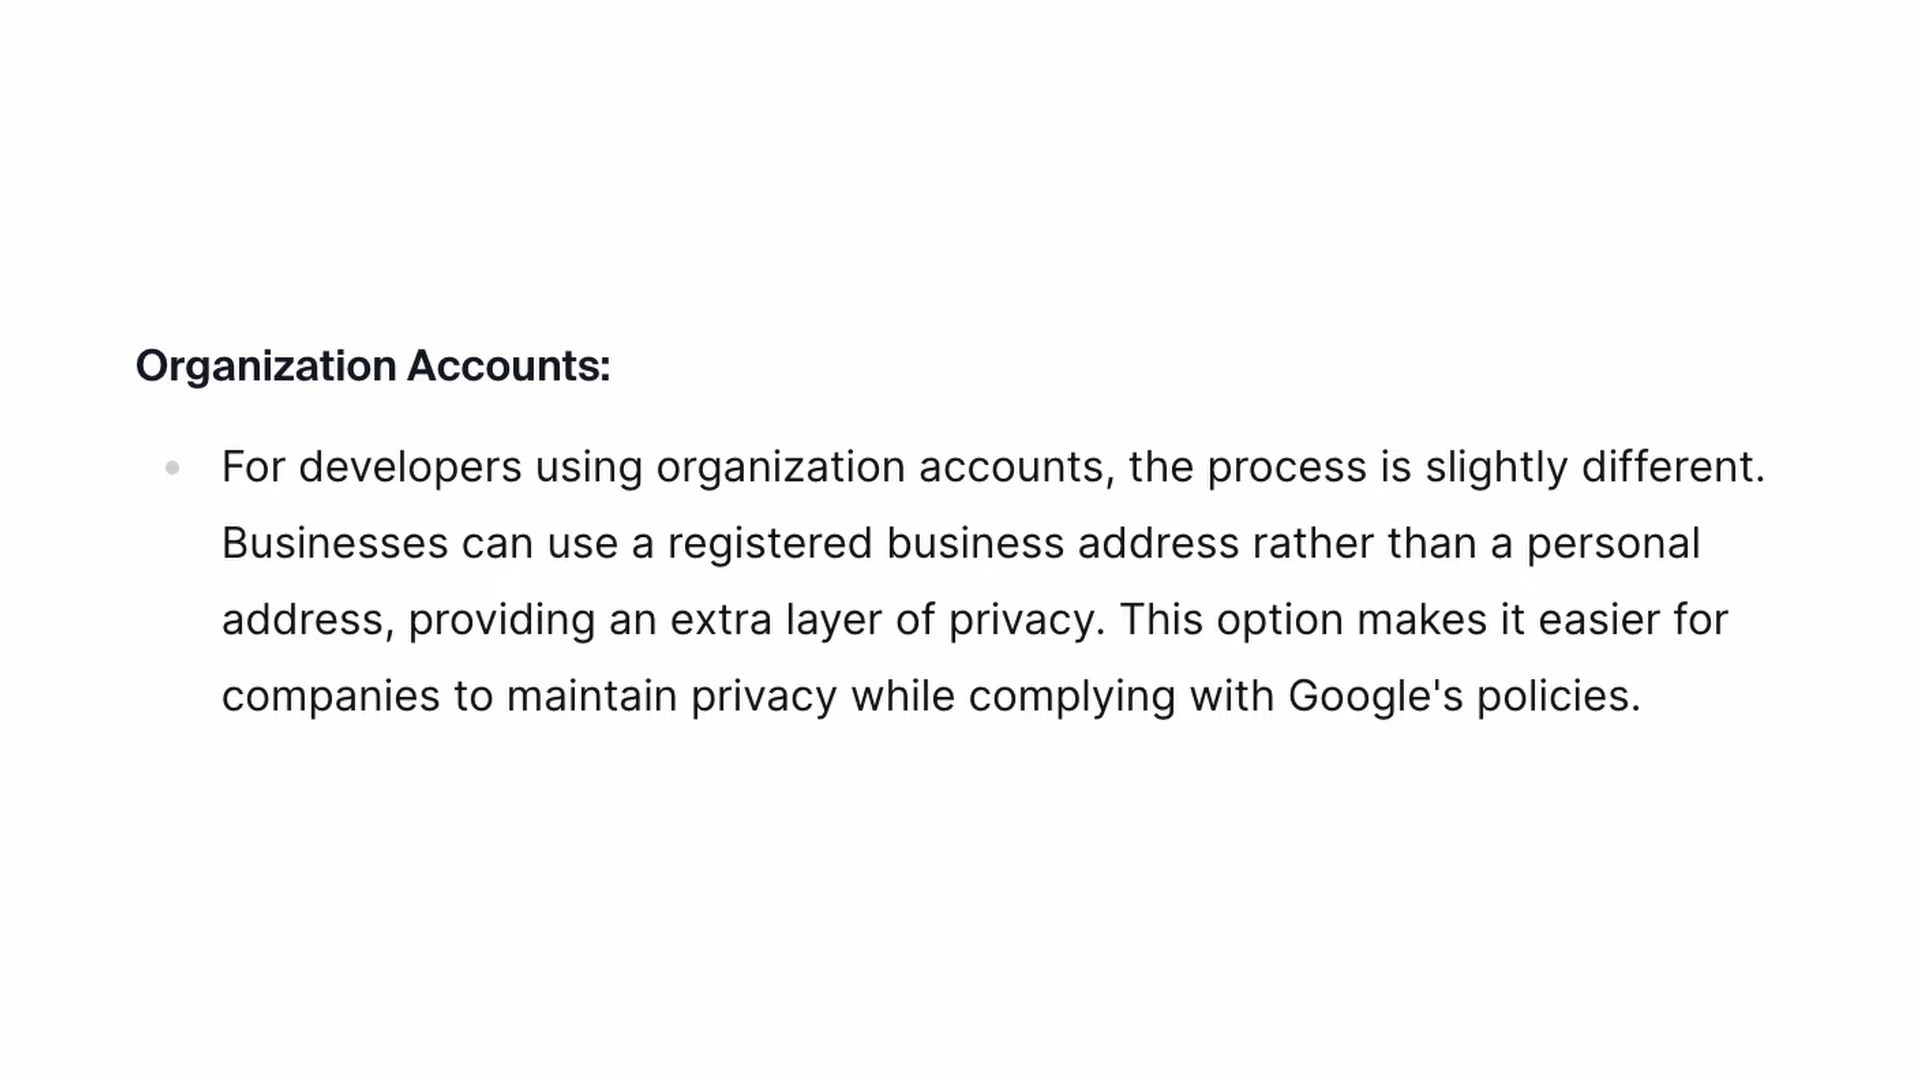 Organization Accounts:
For developers using organization accounts, the process is slightly different.
Businesses can use a registered business address rather than a personal
address, providing an extra layer of privacy. This option makes it easier for
companies to maintain privacy while complying with Google's policies.